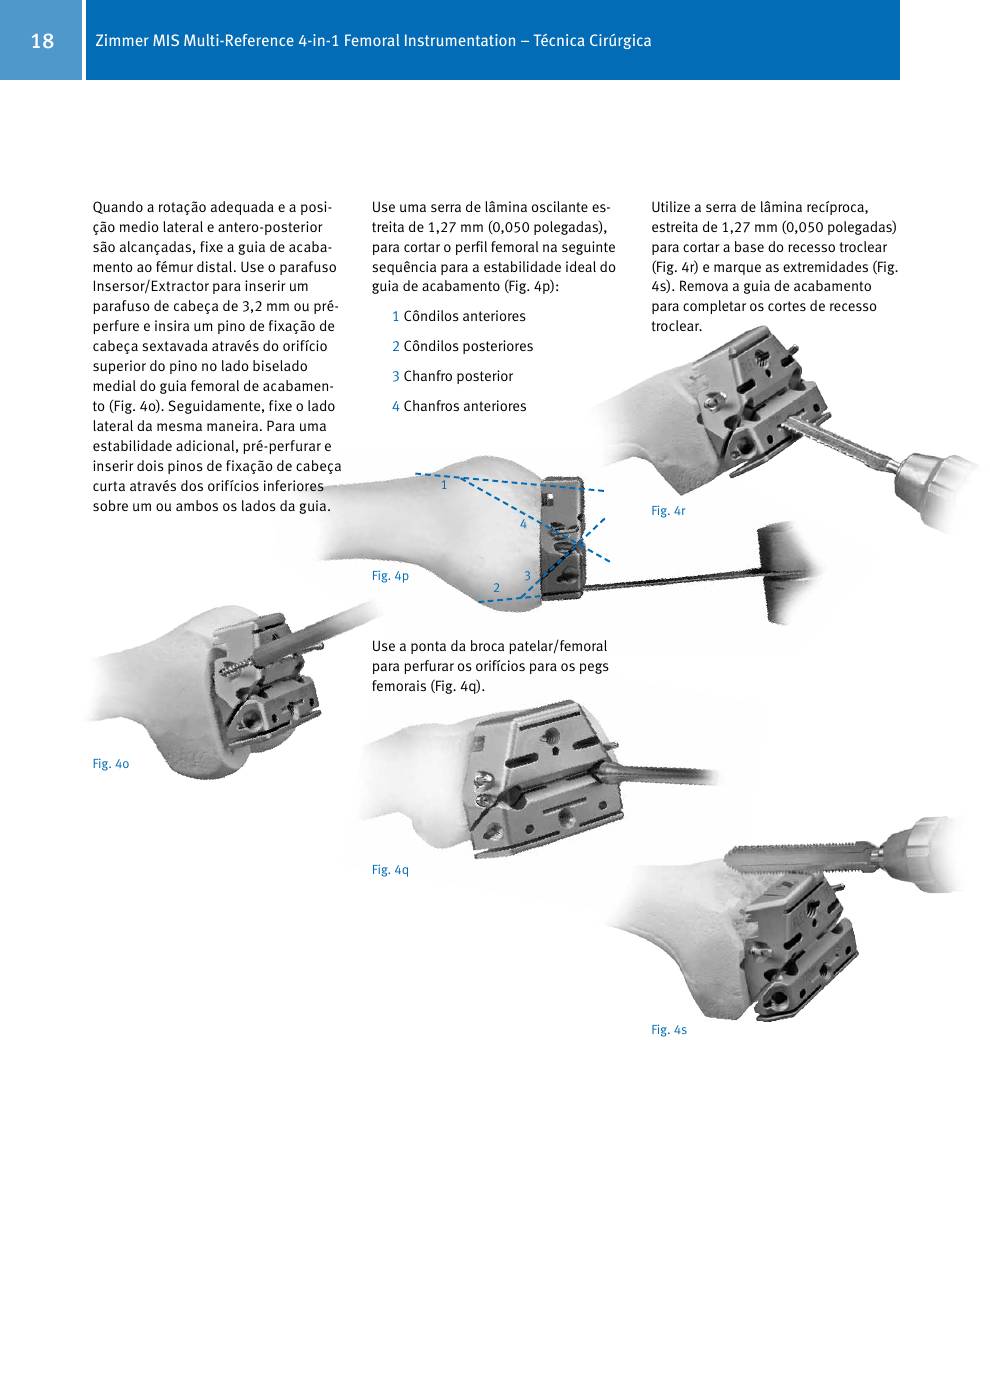 18
Zimmer MIS Multi-Reference 4-in-1 Femoral Instrumentation – Técnica Cirúrgica
Quando a rotação adequada e a posi-
ção medio lateral e antero-posterior
são alcançadas, fixe a guia de acaba-
mento ao fémur distal. Use o parafuso
Insersor/Extractor para inserir um
parafuso de cabeça de 3,2 mm ou pré-
perfure e insira um pino de fixação de
cabeça sextavada através do orifício
superior do pino no lado biselado
medial do guia femoral de acabamen-
to (Fig. 4o). Seguidamente, fixe o lado
lateral da mesma maneira. Para uma
estabilidade adicional, pré-perfurar e
inserir dois pinos de fixação de cabeça
curta através dos orifícios inferiores
sobre um ou ambos os lados da guia.
Fig. 4o
Use uma serra de lâmina oscilante es-
treita de 1,27 mm (0,050 polegadas),
para cortar o perfil femoral na seguinte
sequência para a estabilidade ideal do
guia de acabamento (Fig. 4p):
1 Côndilos anteriores
2 Côndilos posteriores
3 Chanfro posterior
4 Chanfros anteriores
1
4
3
2
Fig. 4p
Use a ponta da broca patelar/femoral
para perfurar os orifícios para os pegs
femorais (Fig. 4q).
Fig. 4q
Utilize a serra de lâmina recíproca,
estreita de 1,27 mm (0,050 polegadas)
para cortar a base do recesso troclear
(Fig. 4r) e marque as extremidades (Fig.
4s). Remova a guia de acabamento
para completar os cortes de recesso
troclear.
Fig. 4r
Fig. 4s